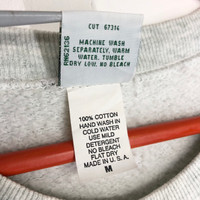 CUT 67314
RN62136
MACHINE WASH
SEPARATELY, WARM
WATER, TUMBLE
DRY LOW. NO BLEACH
100% COTTON
HAND WASH IN
COLD WATER
USE MILD
DETERGENT
NO BLEACH
FLAT DRY
MADE IN U.S.A.
M